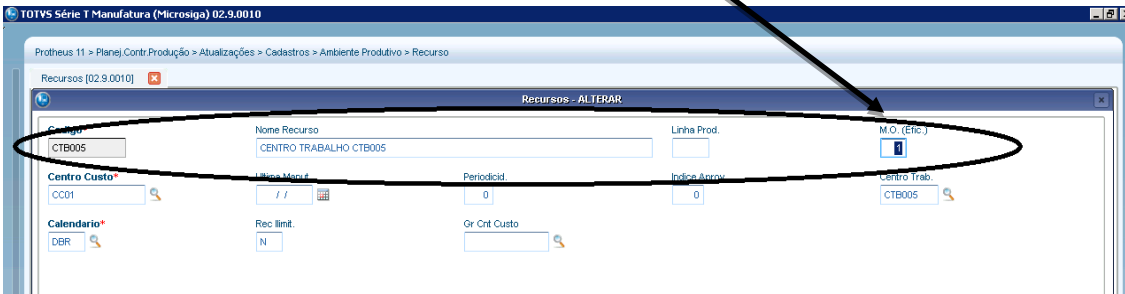 TOTVS Série T Manufatura (Microsiga) 02.9.0010
Protheus 11 > Planej.Contr.Produção > Atualizações > Cadastros > Ambiente Produtivo > Recurso
Recursos [02.9.0010]
Recursos - ALTERAR
Codigo* Nome Recurso Linha Prod. M.O. (Efic.)
CTB005 CENTRO TRABALHO CTB005 1
Centro Custo* Ultima Manut. Periodicid. Indice Aprov. Centro Trab.
CC01 / / 0 0 CTB005
Calendario* Rec Ilimit. Gr Cnt Custo
DBR N